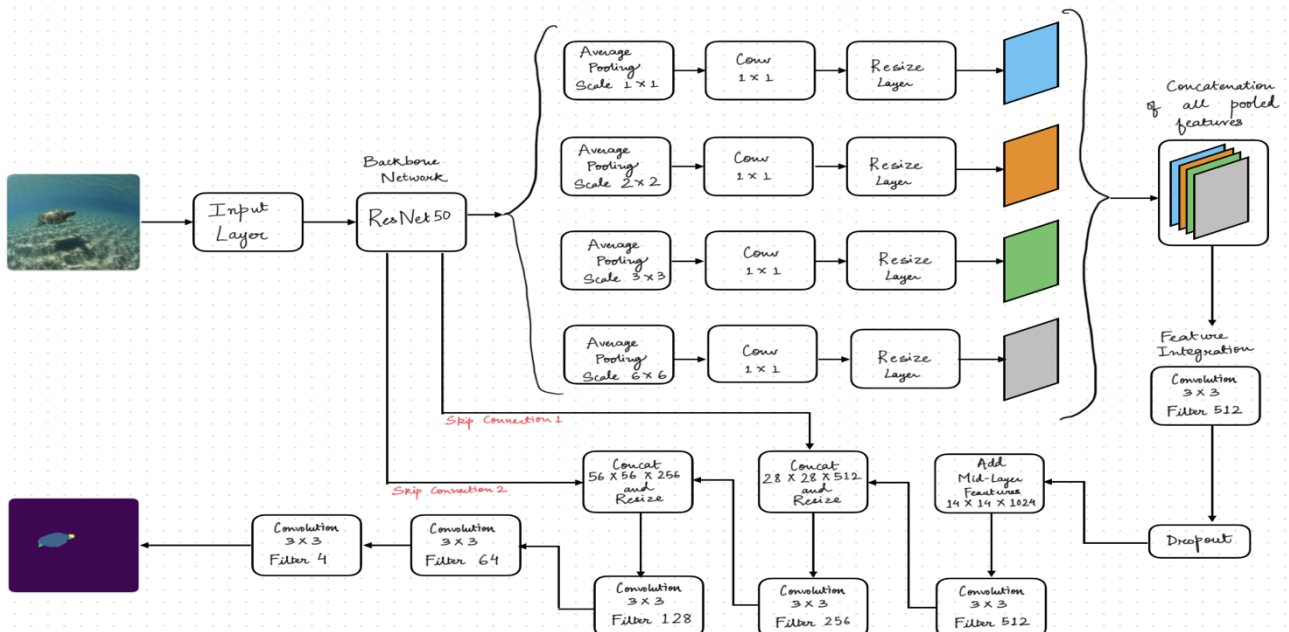 Average
Pooling
Scale 1 x 1
Conv
1 x 1
Resize
Layer
Concatenation
of all pooled
features
Average
Pooling
Scale 2 x 2
Conv
1 x 1
Resize
Layer
Backbone
Network
Input
Layer
ResNet 50
Average
Pooling
Scale 3 x 3
Conv
1 x 1
Resize
Layer
Average
Pooling
Scale 6 x 6
Conv
1 x 1
Resize
Layer
Feature
Integration
Convolution
3 x 3
Filter 512
Skip Connection 1
Skip Connection 2
Concat
56 x 56 x 256
and
Resize
Concat
28 x 28 x 512
and
Resize
Add
Mid-Layer
Features
14 x 14 x 1024
Dropout
Convolution
3 x 3
Filter 4
Convolution
3 x 3
Filter 64
Convolution
3 x 3
Filter 128
Convolution
3 x 3
Filter 256
Convolution
3 x 3
Filter 512